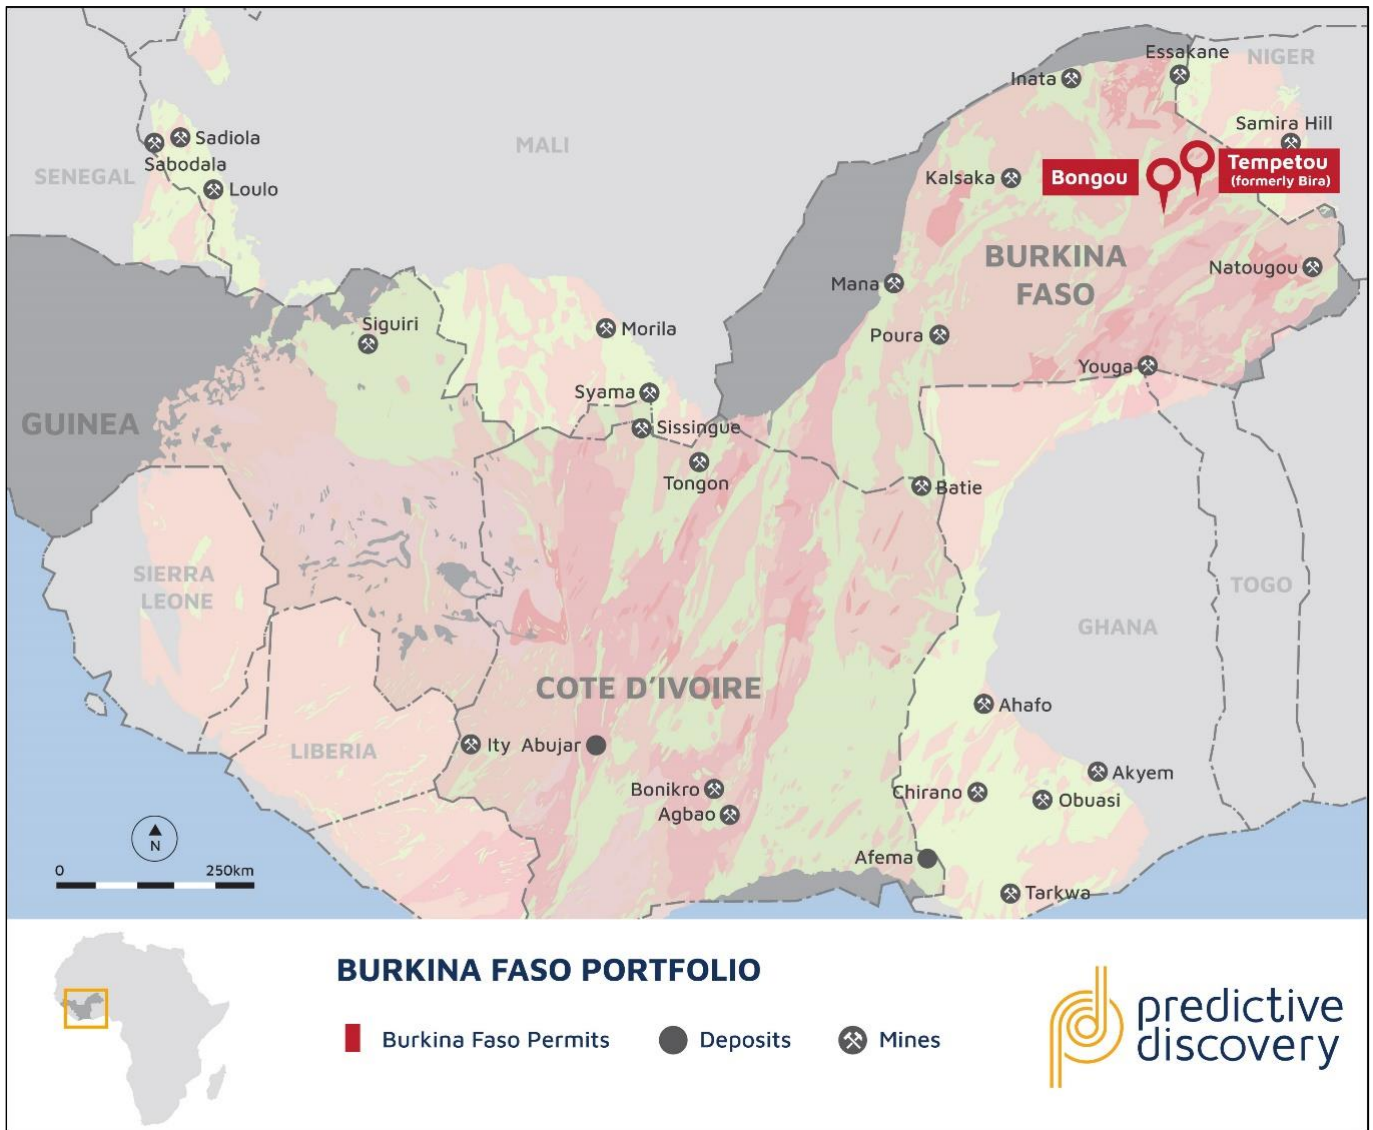 Essakane
NIGER
Inata
Samira Hill
Sadiola
Sabodala
MALI
SENEGAL
Loulo
Kalsaka
Bongou
Tempetou
(formerly Bira)
BURKINA
FASO
Natougou
Mana
Siguiri
Morila
Poura
Youga
Syama
GUINEA
Sissingue
Tongon
Batie
SIERRA
LEONE
TOGO
GHANA
COTE D'IVOIRE
Ahafo
LIBERIA
Ity
Abujar
Akyem
Bonikro
Chirano
Obuasi
Agbao
Afema
Tarkwa
N
0
250km
BURKINA FASO PORTFOLIO
Burkina Faso Permits
Deposits
Mines
predictive
discovery